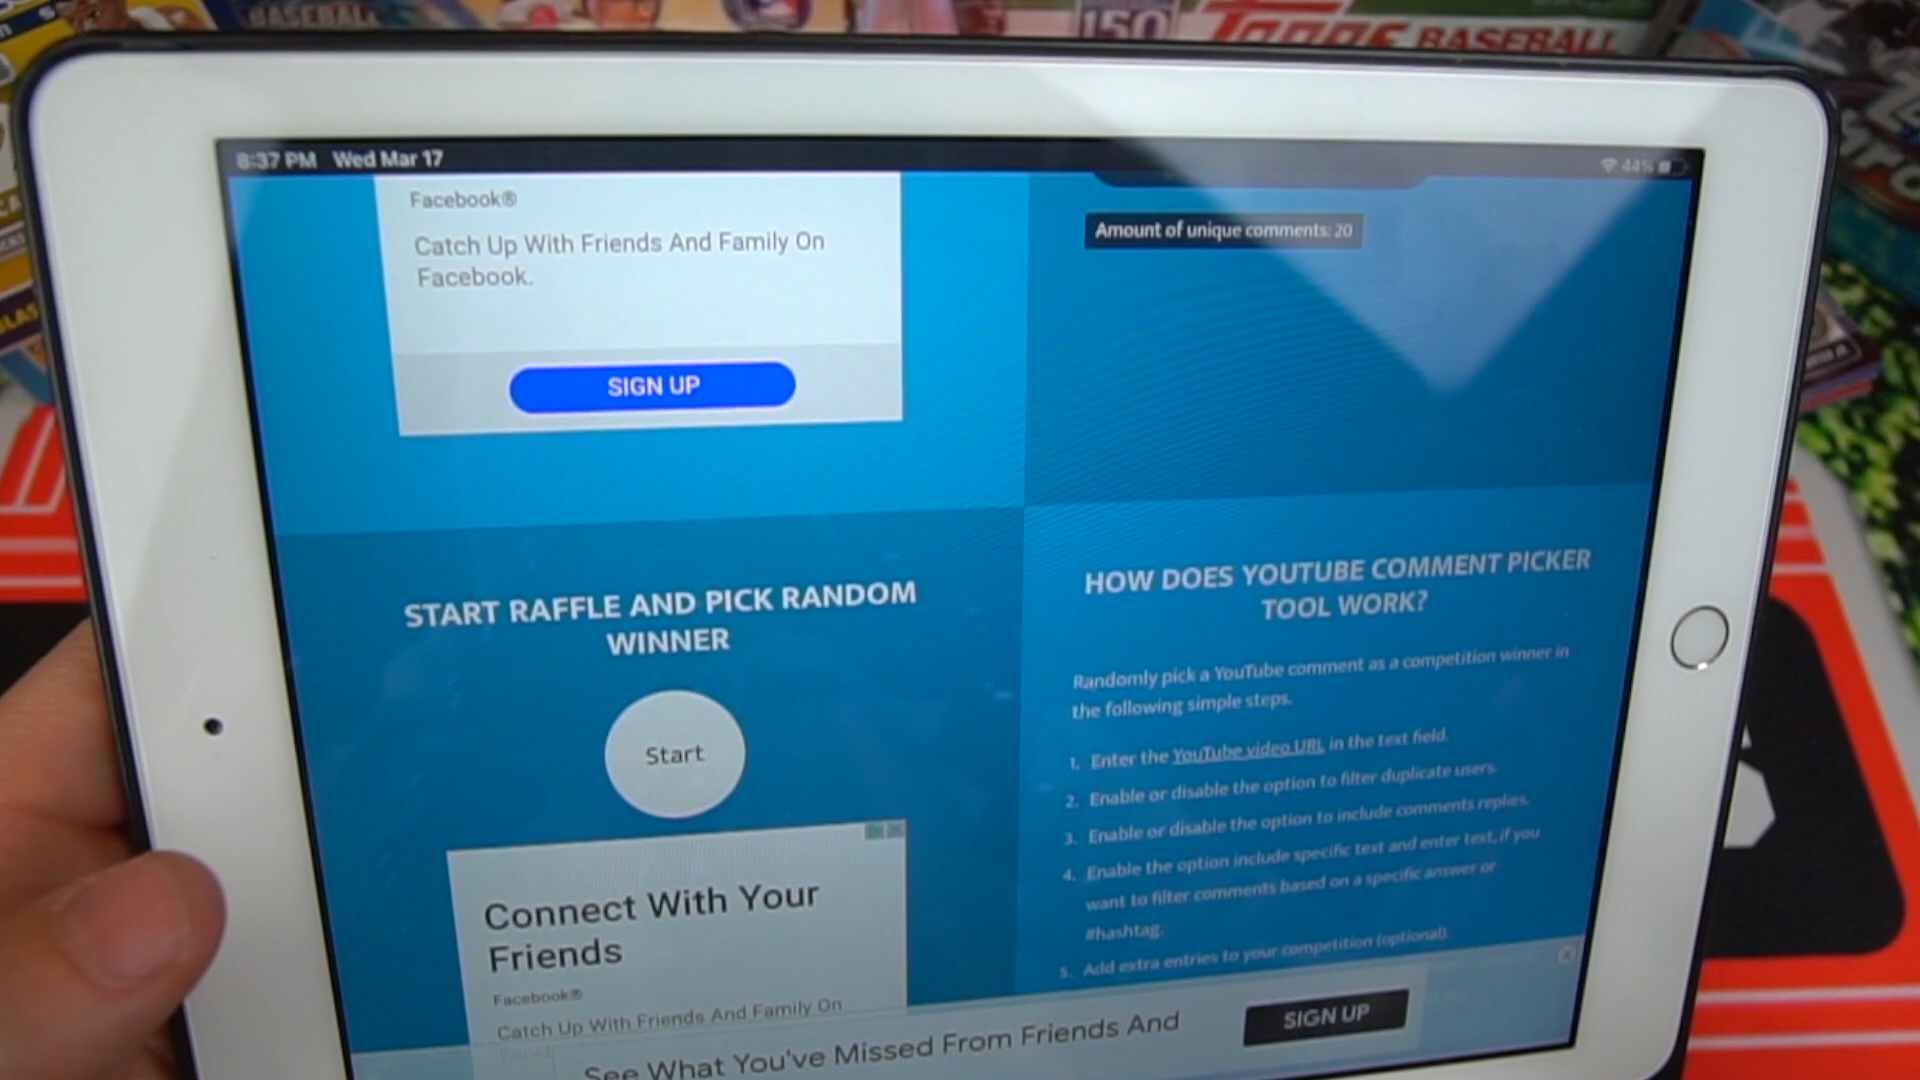 BASEBALL
150
TOPPS BASEBALL
8:37 PM Wed Mar 17
44%
Facebook®
Catch Up With Friends And Family On
Facebook.
SIGN UP
Amount of unique comments: 20
START RAFFLE AND PICK RANDOM
WINNER
Start
HOW DOES YOUTUBE COMMENT PICKER
TOOL WORK?
Randomly pick a YouTube comment as a competition winner in
the following simple steps.
1. Enter the YouTube video URL in the text field.
2. Enable or disable the option to filter duplicate users.
3. Enable or disable the option to include comments replies.
4. Enable the option include specific text and enter text, if you
want to filter comments based on a specific answer or
#hashtag.
5. Add extra entries to your competition (optional).
Connect With Your
Friends
Facebook®
Catch Up With Friends And Family On
See What You've Missed From Friends And
SIGN UP